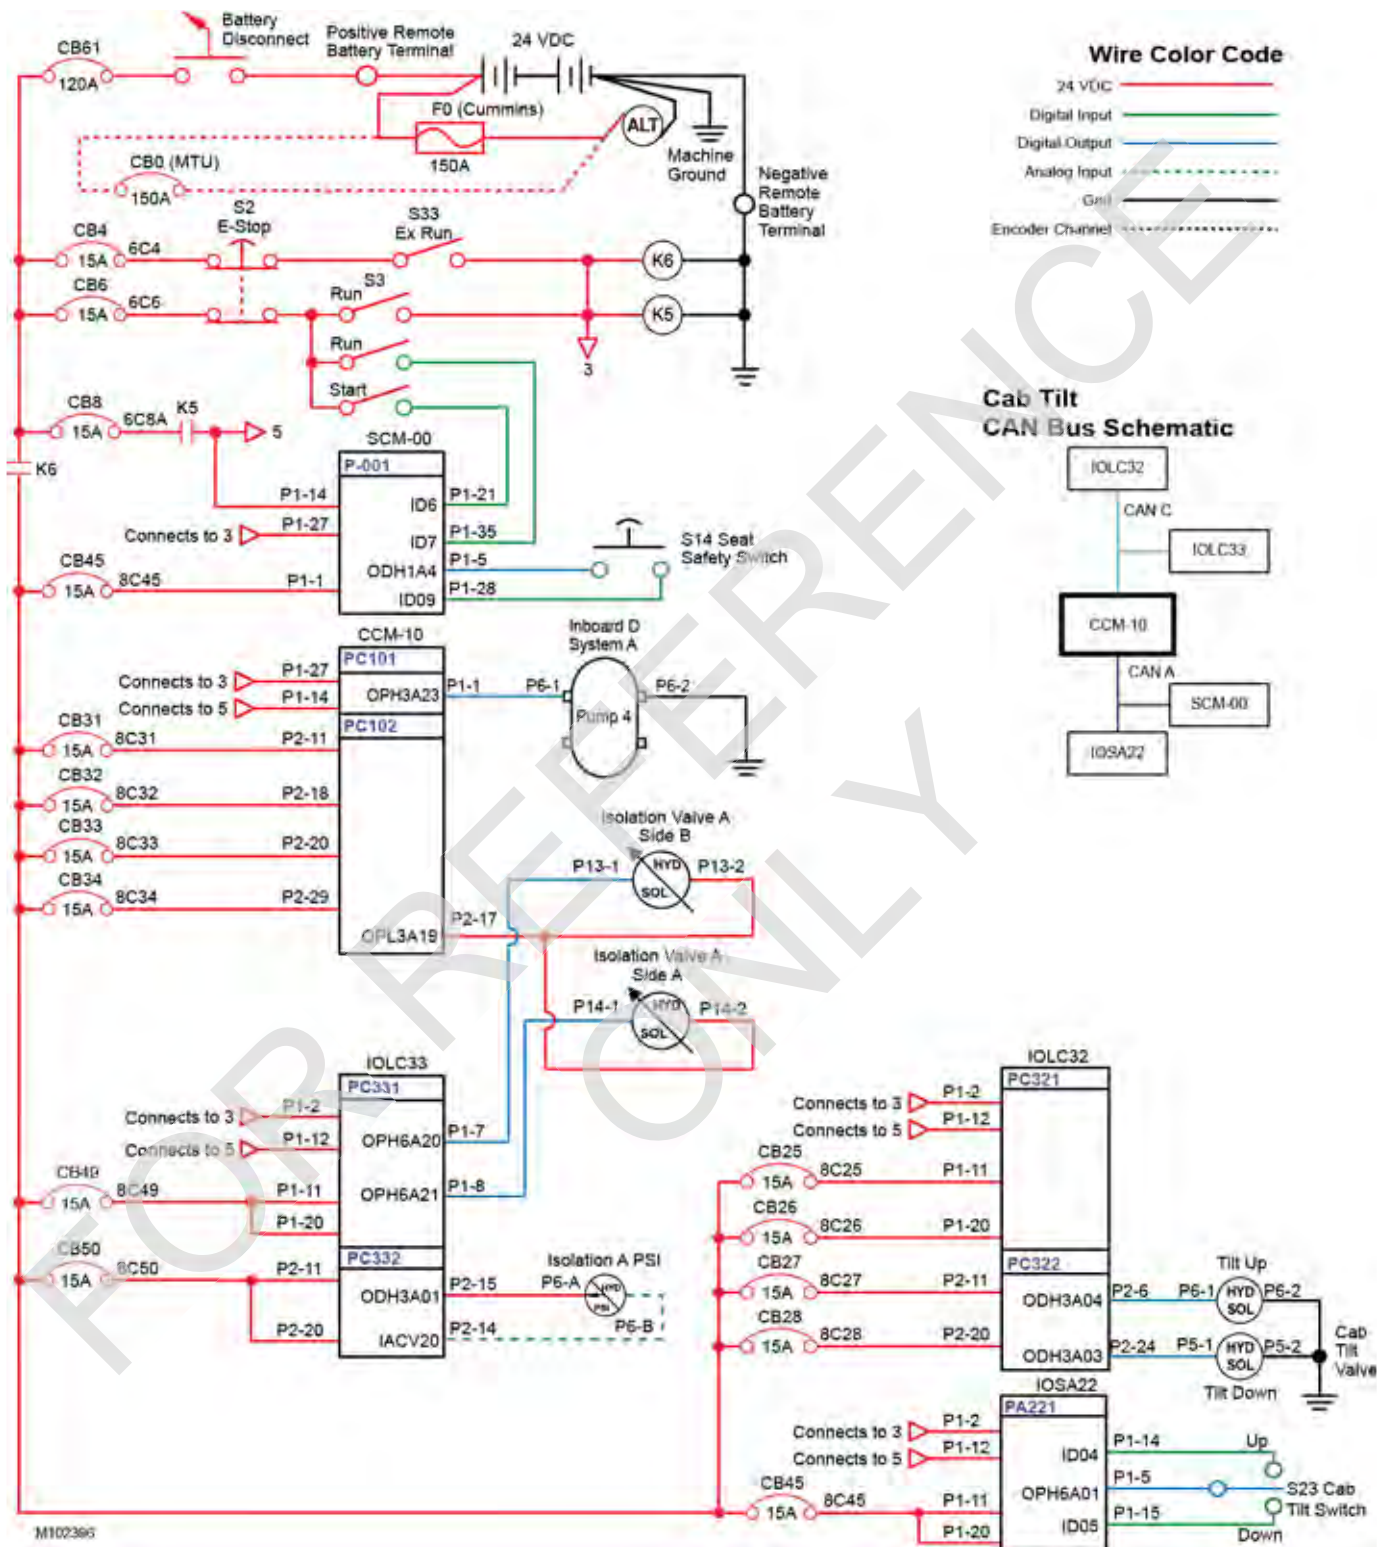 Battery
Disconnect
Positive Remote
Battery Terminal
24 VDC
CB61
120A
F0 (Cummins)
150A
ALT
Machine
Ground
CB0 (MTU)
150A
Negative
Remote
Battery
Terminal
Wire Color Code
24 VDC
Digital Input
Digital Output
Analog Input
Gnd
Encoder Channel
S2
E-Stop
S33
Ex Run
CB4
15A
6C4
K6
CB6
15A
6C6
Run
S3
K5
Run
3
Start
CB8
15A
6C8A
K5
5
K6
SCM-00
P-001
P1-14
ID6
P1-21
Connects to 3
P1-27
ID7
P1-35
S14 Seat
Safety Switch
CB45
15A
8C45
P1-1
ODH1A4
P1-5
ID09
P1-28
Cab Tilt
CAN Bus Schematic
IOLC32
CAN C
IOLC33
CCM-10
CAN A
SCM-00
IOSA22
CCM-10
PC101
Connects to 3
P1-27
Connects to 5
P1-14
OPH3A23
P1-1
Inboard D
System A
P6-1
Pump 4
P6-2
PC102
CB31
15A
8C31
P2-11
CB32
15A
8C32
P2-18
CB33
15A
8C33
P2-20
CB34
15A
8C34
P2-29
OPL3A19
P2-17
Isolation Valve A
Side B
P13-1
HYD
SOL
P13-2
Isolation Valve A
Side A
P14-1
HYD
SOL
P14-2
IOLC33
PC331
Connects to 3
P1-2
Connects to 5
P1-12
OPH6A20
P1-7
CB49
15A
8C49
P1-11
P1-20
OPH6A21
P1-8
PC332
CB50
15A
8C50
P2-11
P2-20
ODH3A01
P2-15
IACV20
P2-14
Isolation A PSI
P6-A
HYD
PSI
P6-B
IOLC32
PC321
Connects to 3
P1-2
Connects to 5
P1-12
CB25
15A
8C25
P1-11
CB26
15A
8C26
P1-20
PC322
CB27
15A
8C27
P2-11
CB28
15A
8C28
P2-20
ODH3A04
P2-6
P6-1
Tilt Up
HYD
SOL
P6-2
ODH3A03
P2-24
P5-1
HYD
SOL
P5-2
Tilt Down
Cab
Tilt
Valve
IOSA22
PA221
Connects to 3
P1-2
Connects to 5
P1-12
CB45
15A
8C45
P1-11
P1-20
ID04
P1-14
Up
OPH6A01
P1-5
S23 Cab
Tilt Switch
ID05
P1-15
Down
M102396
FOR REFERENCE
ONLY